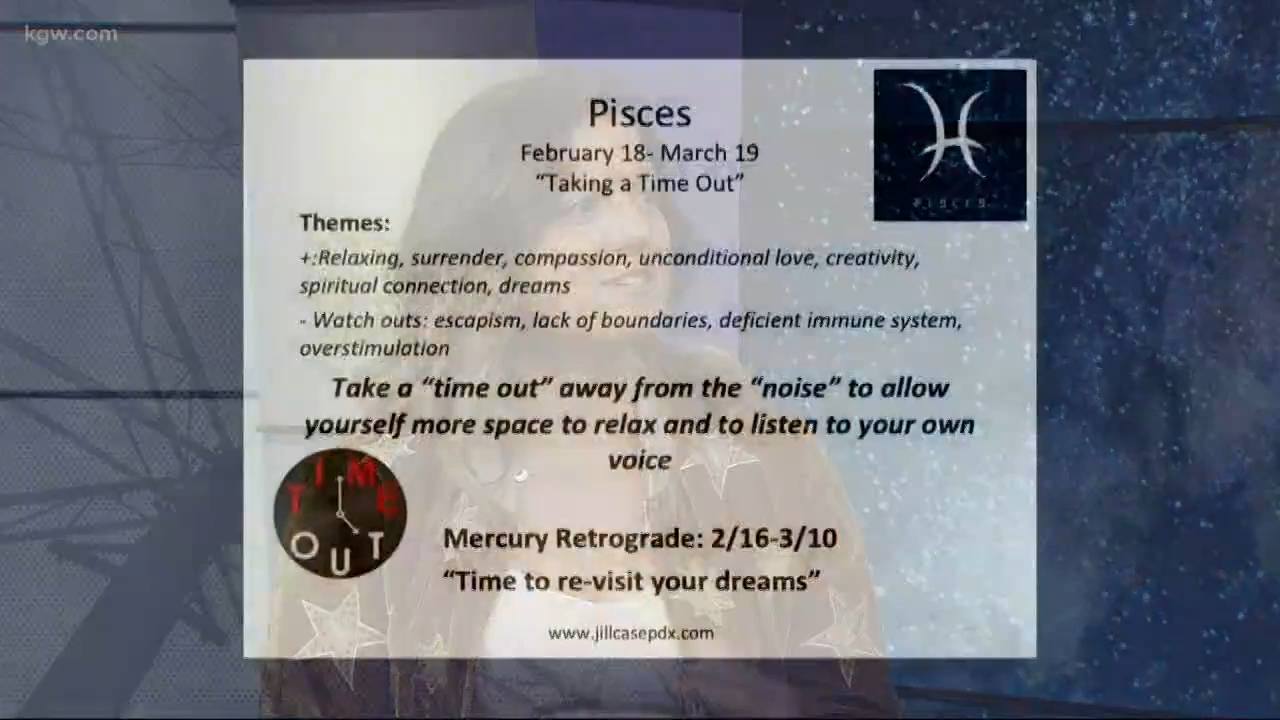 kgw.com
Pisces
February 18- March 19
“Taking a Time Out”
PISCES
Themes:
+:Relaxing, surrender, compassion, unconditional love, creativity,
spiritual connection, dreams
- Watch outs: escapism, lack of boundaries, deficient immune system,
overstimulation
Take a “time out” away from the “noise” to allow
yourself more space to relax and to listen to your own
voice
TIME
OUT
Mercury Retrograde: 2/16-3/10
“Time to re-visit your dreams”
www.jillcasepdx.com